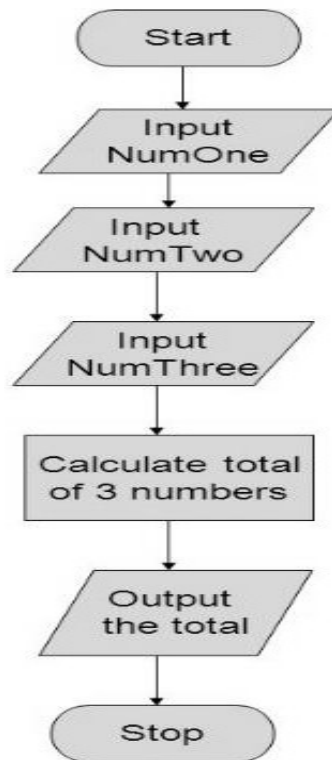 Start
Input
NumOne
Input
NumTwo
Input
NumThree
Calculate total
of 3 numbers
Output
the total
Stop